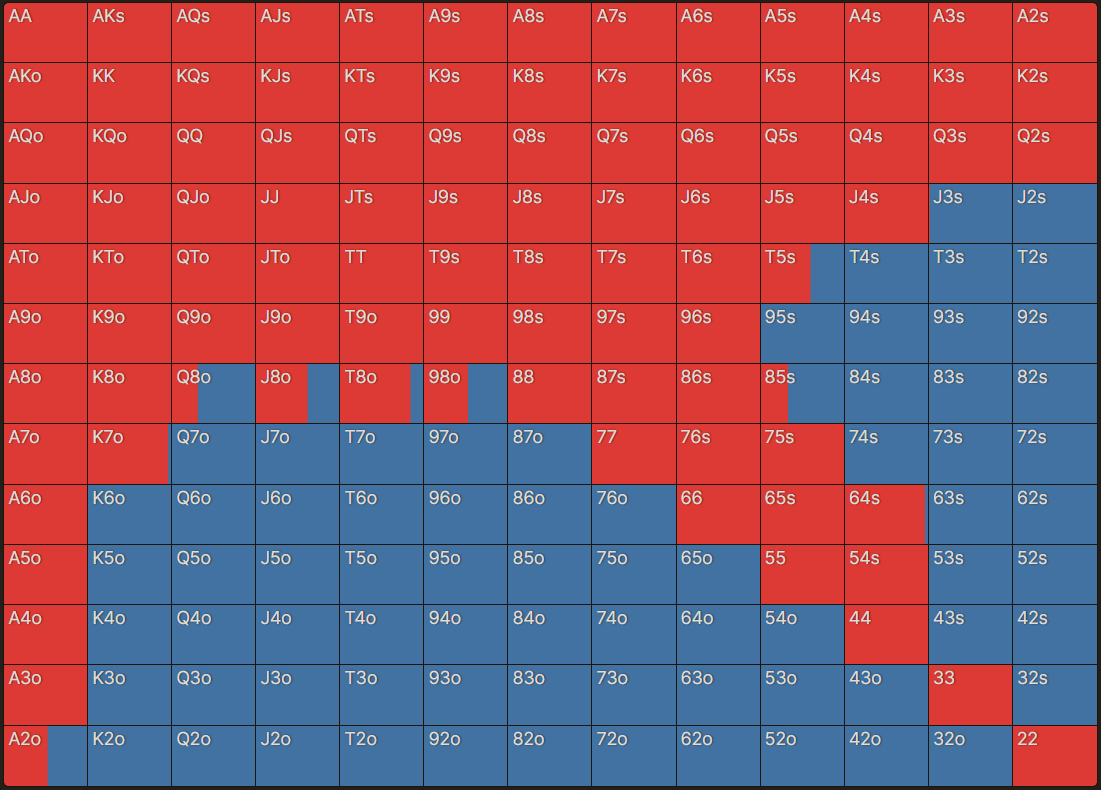 AA AKs AQs AJs ATs A9s A8s A7s A6s A5s A4s A3s A2s
AKo KK KQs KJs KTs K9s K8s K7s K6s K5s K4s K3s K2s
AQo KQo QQ QJs QTs Q9s Q8s Q7s Q6s Q5s Q4s Q3s Q2s
AJo KJo QJo JJ JTs J9s J8s J7s J6s J5s J4s J3s J2s
ATo KTo QTo JTo TT T9s T8s T7s T6s T5s T4s T3s T2s
A9o K9o Q9o J9o T9o 99 98s 97s 96s 95s 94s 93s 92s
A8o K8o Q8o J8o T8o 98o 88 87s 86s 85s 84s 83s 82s
A7o K7o Q7o J7o T7o 97o 87o 77 76s 75s 74s 73s 72s
A6o K6o Q6o J6o T6o 96o 86o 76o 66 65s 64s 63s 62s
A5o K5o Q5o J5o T5o 95o 85o 75o 65o 55 54s 53s 52s
A4o K4o Q4o J4o T4o 94o 84o 74o 64o 54o 44 43s 42s
A3o K3o Q3o J3o T3o 93o 83o 73o 63o 53o 43o 33 32s
A2o K2o Q2o J2o T2o 92o 82o 72o 62o 52o 42o 32o 22